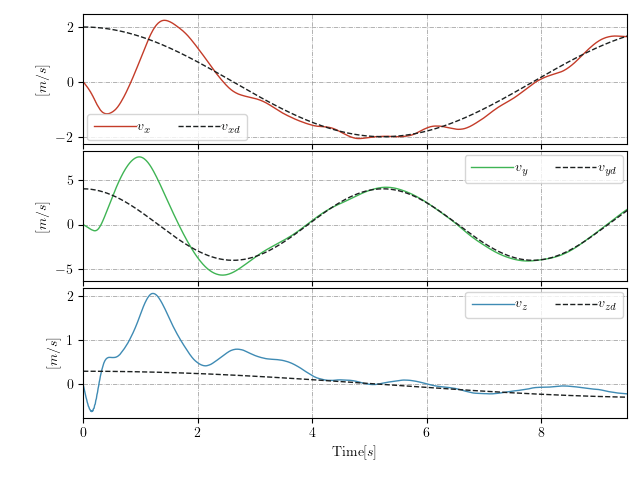 2
0
−2
[m/s]
v_x v_xd
5
0
−5
[m/s]
v_y v_yd
2
1
0
[m/s]
v_z v_zd
0 2 4 6 8
Time[s]